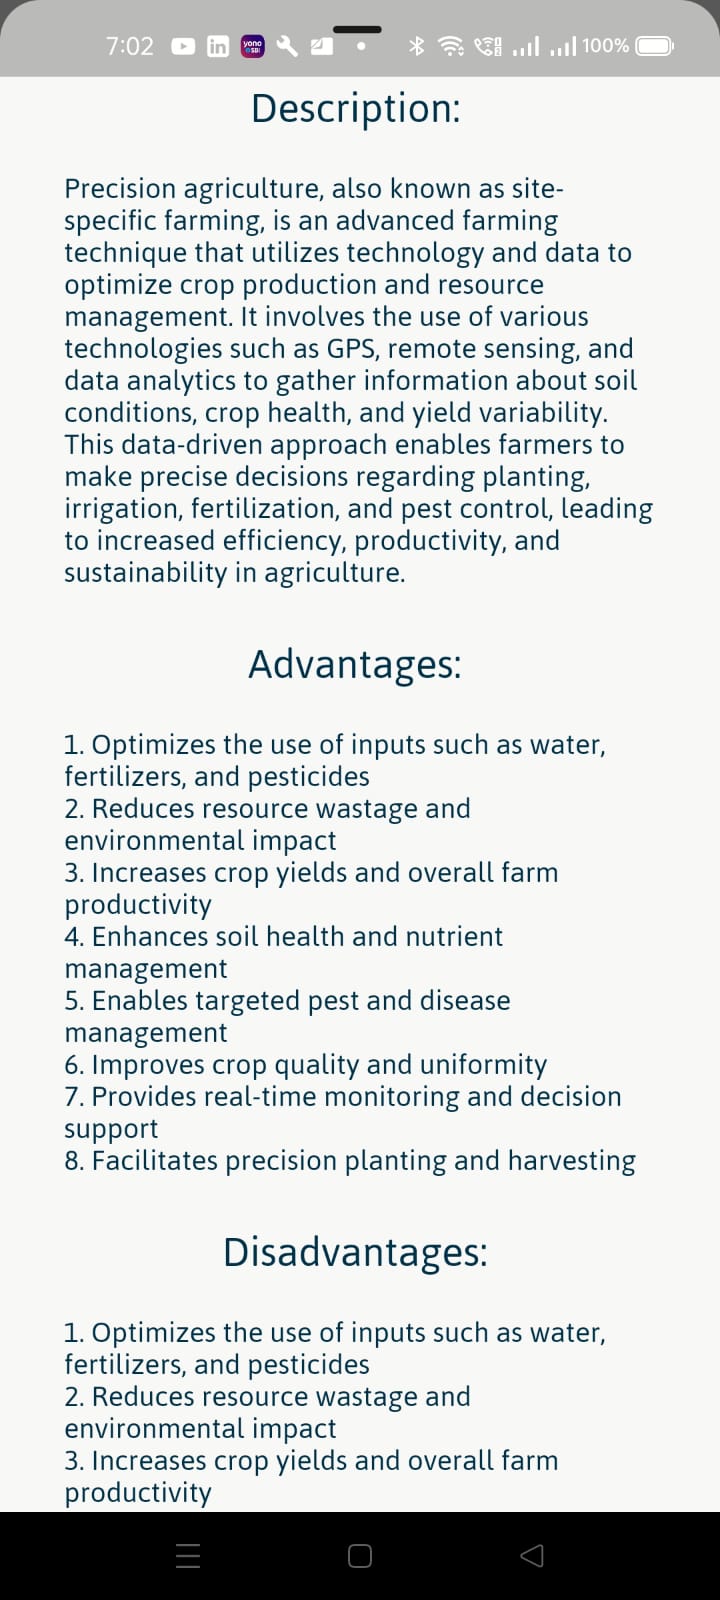 7:02 in yono SBI 100%
Description:
Precision agriculture, also known as site-
specific farming, is an advanced farming
technique that utilizes technology and data to
optimize crop production and resource
management. It involves the use of various
technologies such as GPS, remote sensing, and
data analytics to gather information about soil
conditions, crop health, and yield variability.
This data-driven approach enables farmers to
make precise decisions regarding planting,
irrigation, fertilization, and pest control, leading
to increased efficiency, productivity, and
sustainability in agriculture.
Advantages:
1. Optimizes the use of inputs such as water,
fertilizers, and pesticides
2. Reduces resource wastage and
environmental impact
3. Increases crop yields and overall farm
productivity
4. Enhances soil health and nutrient
management
5. Enables targeted pest and disease
management
6. Improves crop quality and uniformity
7. Provides real-time monitoring and decision
support
8. Facilitates precision planting and harvesting
Disadvantages:
1. Optimizes the use of inputs such as water,
fertilizers, and pesticides
2. Reduces resource wastage and
environmental impact
3. Increases crop yields and overall farm
productivity